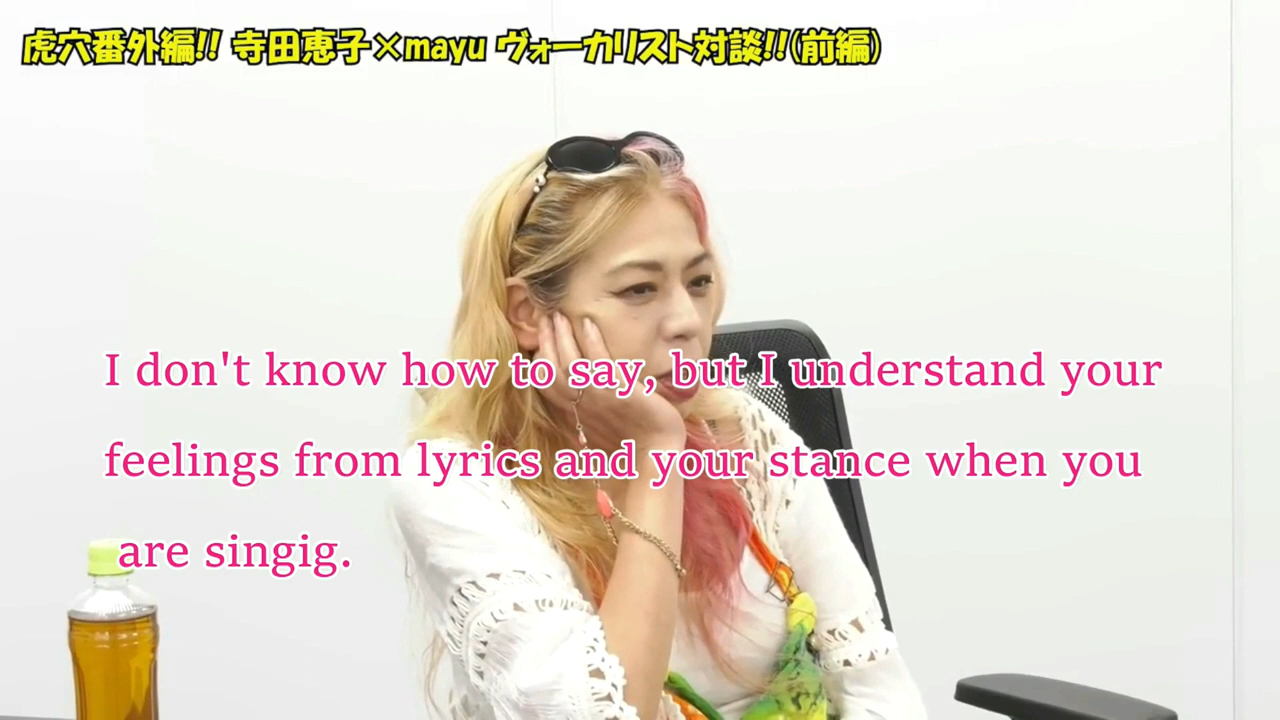 虎穴番外編!! 寺田恵子×mayu ヴォーカリスト対談!!(前編)
I don't know how to say, but I understand your
feelings from lyrics and your stance when you
are singig.